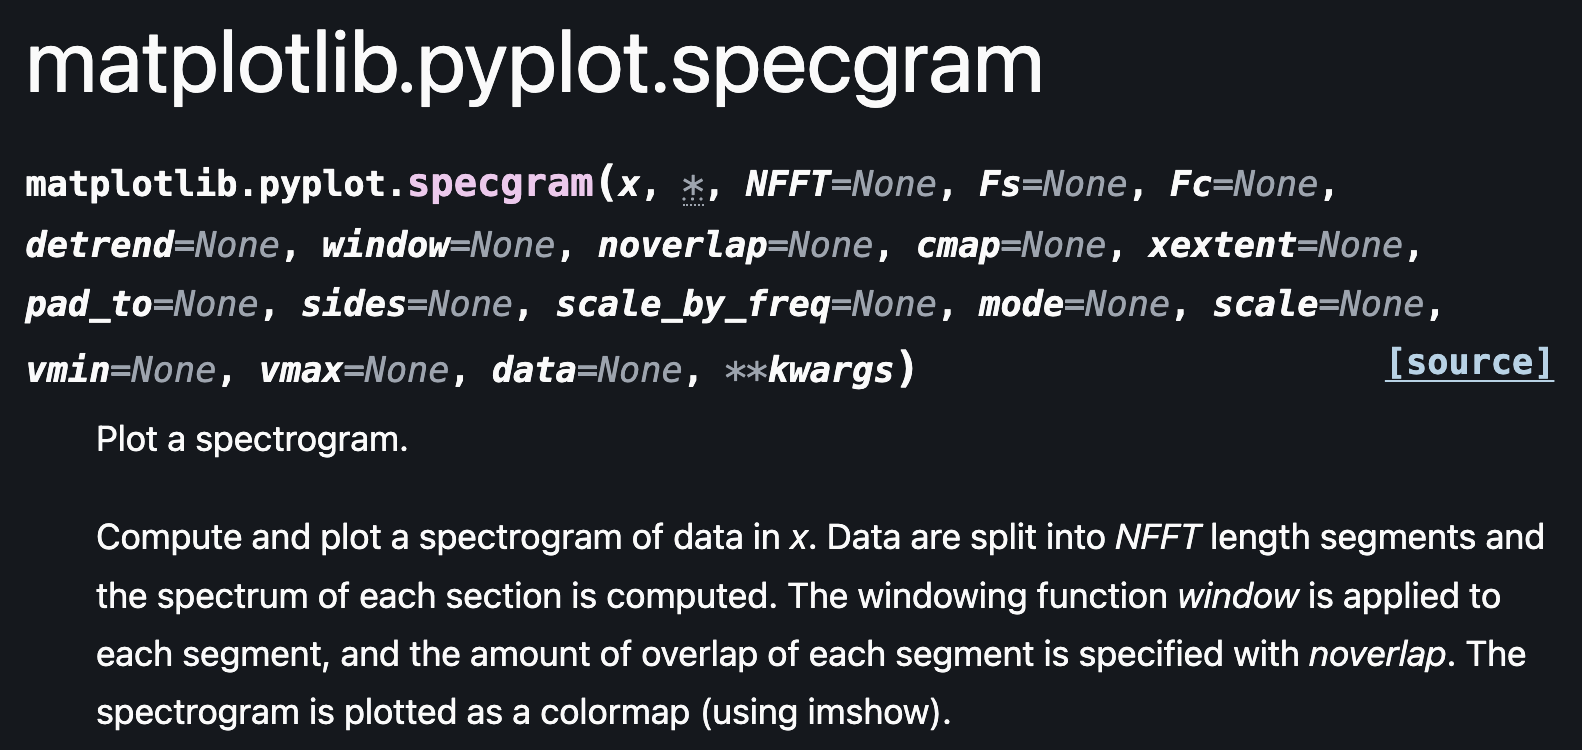 matplotlib.pyplot.specgram
matplotlib.pyplot.specgram(x, *, NFFT=None, Fs=None, Fc=None,
detrend=None, window=None, noverlap=None, cmap=None, xextent=None,
pad_to=None, sides=None, scale_by_freq=None, mode=None, scale=None,
vmin=None, vmax=None, data=None, **kwargs) [source]
Plot a spectrogram.
Compute and plot a spectrogram of data in x. Data are split into NFFT length segments and
the spectrum of each section is computed. The windowing function window is applied to
each segment, and the amount of overlap of each segment is specified with noverlap. The
spectrogram is plotted as a colormap (using imshow).